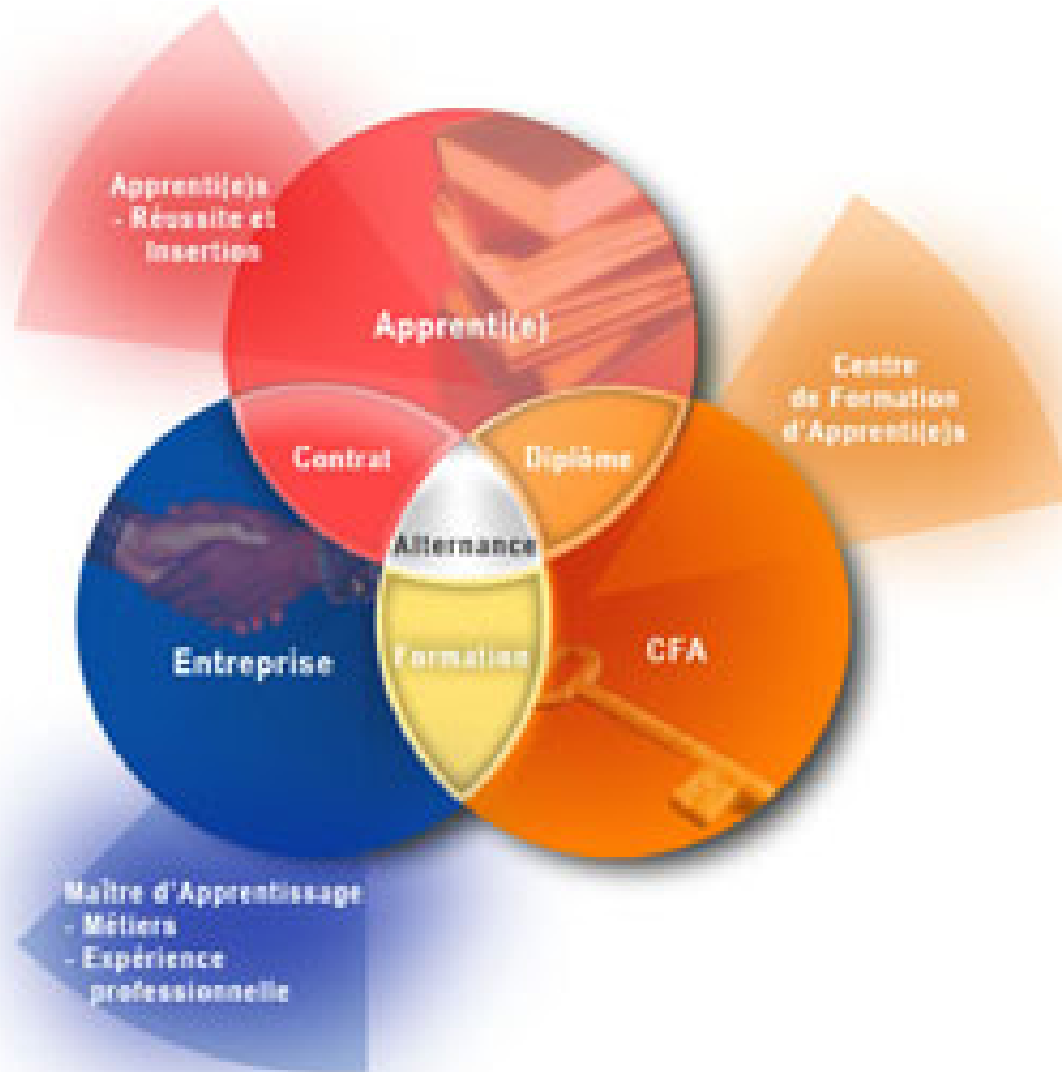 Apprenti(e)s
- Réussite et
Insertion
Apprenti(e)
Centre
de Formation
d'Apprenti(e)s
Contrat
Diplôme
Alternance
Formation
Entreprise
CFA
Maître d'Apprentissage
- Métiers
- Expérience
professionnelle